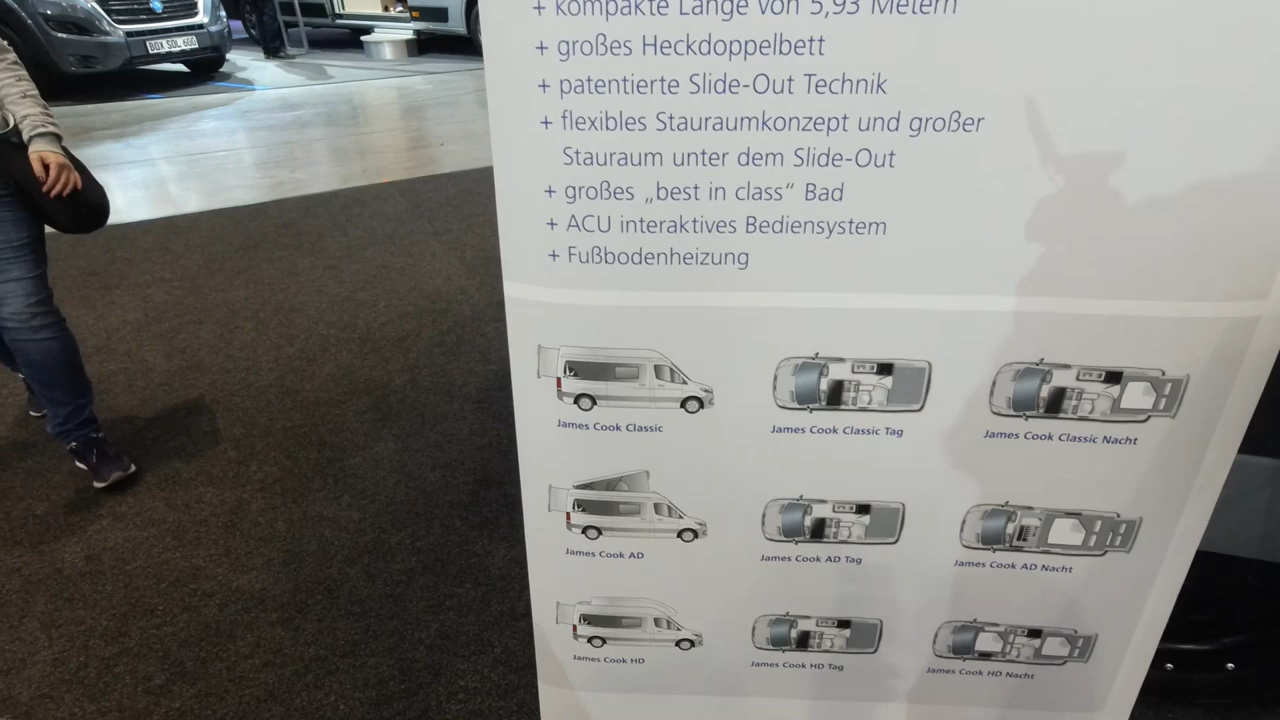 + kompakte Länge von 5,93 Metern
+ großes Heckdoppelbett
+ patentierte Slide-Out Technik
+ flexibles Stauraumkonzept und großer
Stauraum unter dem Slide-Out
+ großes „best in class“ Bad
+ ACU interaktives Bediensystem
+ Fußbodenheizung
James Cook Classic
James Cook Classic Tag
James Cook Classic Nacht
James Cook AD
James Cook AD Tag
James Cook AD Nacht
James Cook HD
James Cook HD Tag
James Cook HD Nacht
BOX SOL 600